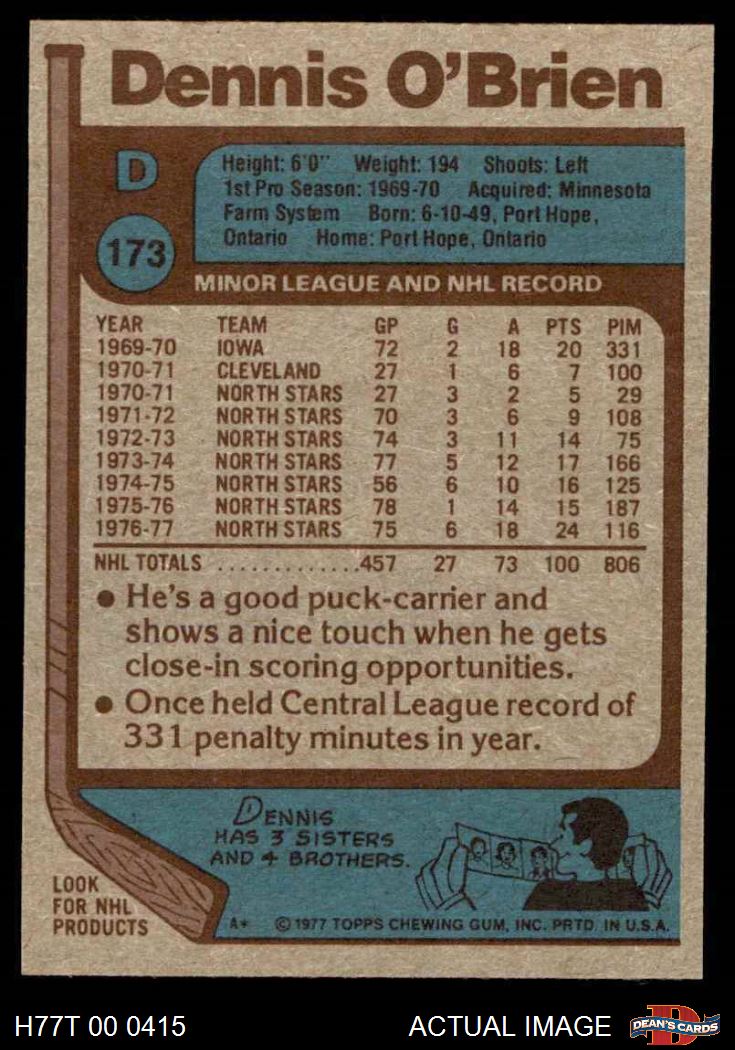 Dennis O'Brien
D
173
Height: 6'0" Weight: 194 Shoots: Left
1st Pro Season: 1969-70 Acquired: Minnesota
Farm System Born: 6-10-49, Port Hope,
Ontario Home: Port Hope, Ontario
MINOR LEAGUE AND NHL RECORD
YEAR TEAM GP G A PTS PIM
1969-70 IOWA 72 2 18 20 331
1970-71 CLEVELAND 27 1 6 7 100
1970-71 NORTH STARS 27 3 2 5 29
1971-72 NORTH STARS 70 3 6 9 108
1972-73 NORTH STARS 74 3 11 14 75
1973-74 NORTH STARS 77 5 12 17 166
1974-75 NORTH STARS 56 6 10 16 125
1975-76 NORTH STARS 78 1 14 15 187
1976-77 NORTH STARS 75 6 18 24 116
NHL TOTALS .............457 27 73 100 806
● He's a good puck-carrier and
shows a nice touch when he gets
close-in scoring opportunities.
● Once held Central League record of
331 penalty minutes in year.
DENNIS
HAS 3 SISTERS
AND 4 BROTHERS.
LOOK
FOR NHL
PRODUCTS
A* © 1977 TOPPS CHEWING GUM, INC. PRTD. IN U.S.A.
H77T 00 0415 ACTUAL IMAGE D DEAN'S CARDS